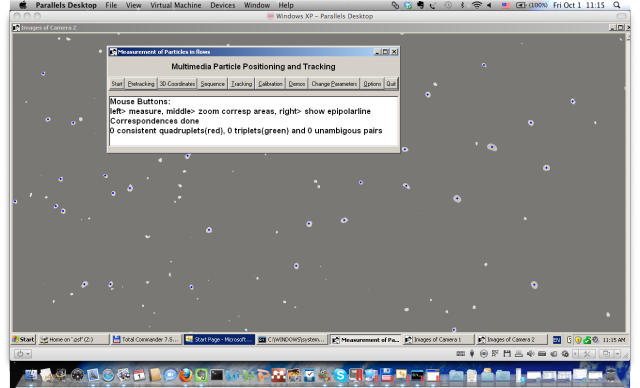 Parallels Desktop File View Virtual Machine Devices Window Help (100%) Fri Oct 1 11:15
Windows XP - Parallels Desktop
Images of Camera 2
Measurement of Particles in flows
Multimedia Particle Positioning and Tracking
Start Pretracking 3D-Coordinates Sequence Tracking Calibration Demos Change Parameters Options Quit
Mouse Buttons:
left> measure, middle> zoom corresp areas, right> show epipolarline
Correspondences done
0 consistent quadruplets(red), 0 triplets(green) and 0 unambigous pairs
Start Home on '.psf' (Z:) Total Commander 7.5... Start Page - Microsoft... C:\WINDOWS\system... Measurement of Pa... Images of Camera 1 Images of Camera 2 EN 11:15 AM